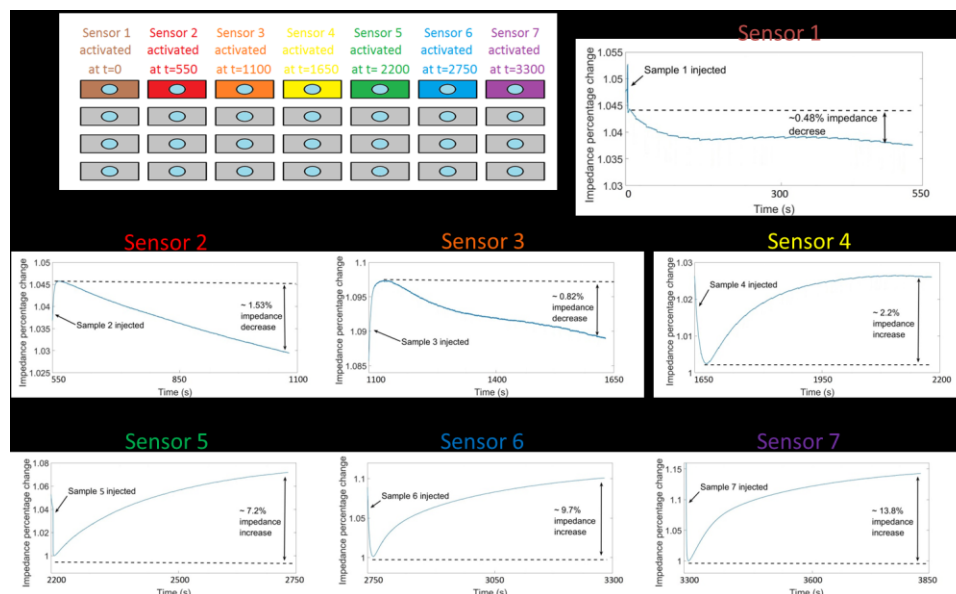 Sensor 1 Sensor 2 Sensor 3 Sensor 4 Sensor 5 Sensor 6 Sensor 7
activated activated activated activated activated activated activated
at t=0 at t=550 at t=1100 at t=1650 at t= 2200 at t=2750 at t=3300
Sensor 1
Impedance percentage change
1.055
1.05
1.045
1.04
1.035
1.03
Sample 1 injected
~0.48% impedance
decrese
0 300 550
Time (s)
Sensor 2
Impedance percentage change
1.05
1.045
1.04
1.035
1.03
1.025
Sample 2 injected
~ 1.53%
impedance
decrease
550 850 1100
Time (s)
Sensor 3
Impedance percentage change
1.1
1.095
1.09
1.085
Sample 3 injected
~ 0.82%
impedance
decrease
1100 1400 1650
Time (s)
Sensor 4
Impedance percentage change
1.03
1.02
1.01
1
Sample 4 injected
~ 2.2%
impedance
increase
1650 1950 2200
Time (s)
Sensor 5
Impedance percentage change
1.08
1.06
1.04
1.02
1
Sample 5 injected
~ 7.2%
impedance
increase
2200 2500 2750
Time (s)
Sensor 6
Impedance percentage change
1.1
1.05
1
Sample 6 injected
~ 9.7%
impedance
increase
2750 3050 3300
Time (s)
Sensor 7
Impedance percentage change
1.15
1.1
1.05
1
Sample 7 injected
~ 13.8%
impedance
increase
3300 3600 3850
Time (s)